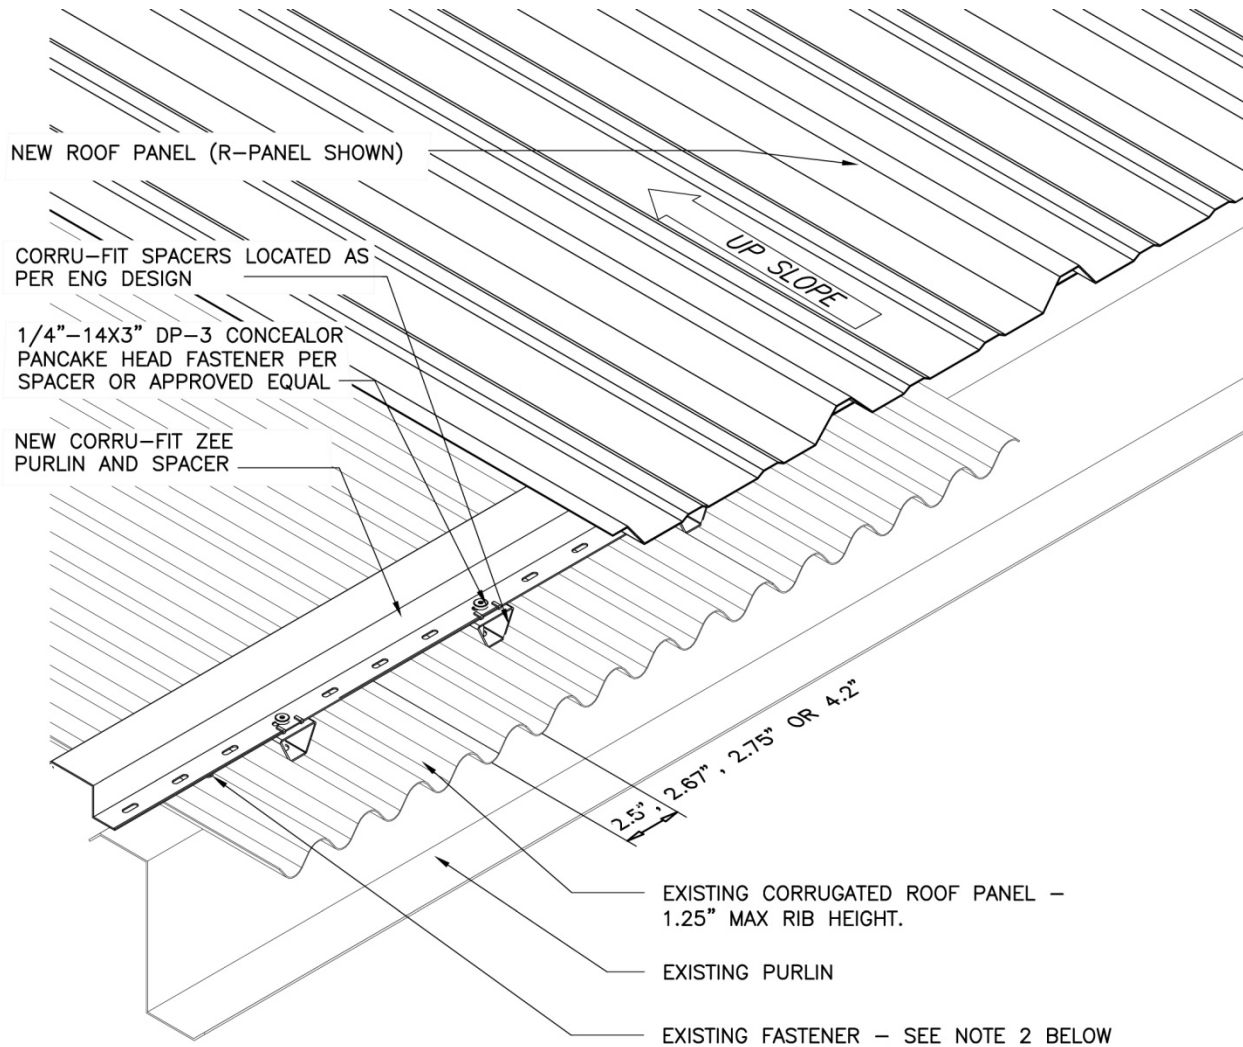 NEW ROOF PANEL (R-PANEL SHOWN)
UP SLOPE
CORRU-FIT SPACERS LOCATED AS
PER ENG DESIGN
1/4"-14X3" DP-3 CONCEALOR
PANCAKE HEAD FASTENER PER
SPACER OR APPROVED EQUAL
NEW CORRU-FIT ZEE
PURLIN AND SPACER
2.5", 2.67", 2.75" OR 4.2"
EXISTING CORRUGATED ROOF PANEL -
1.25" MAX RIB HEIGHT.
EXISTING PURLIN
EXISTING FASTENER - SEE NOTE 2 BELOW